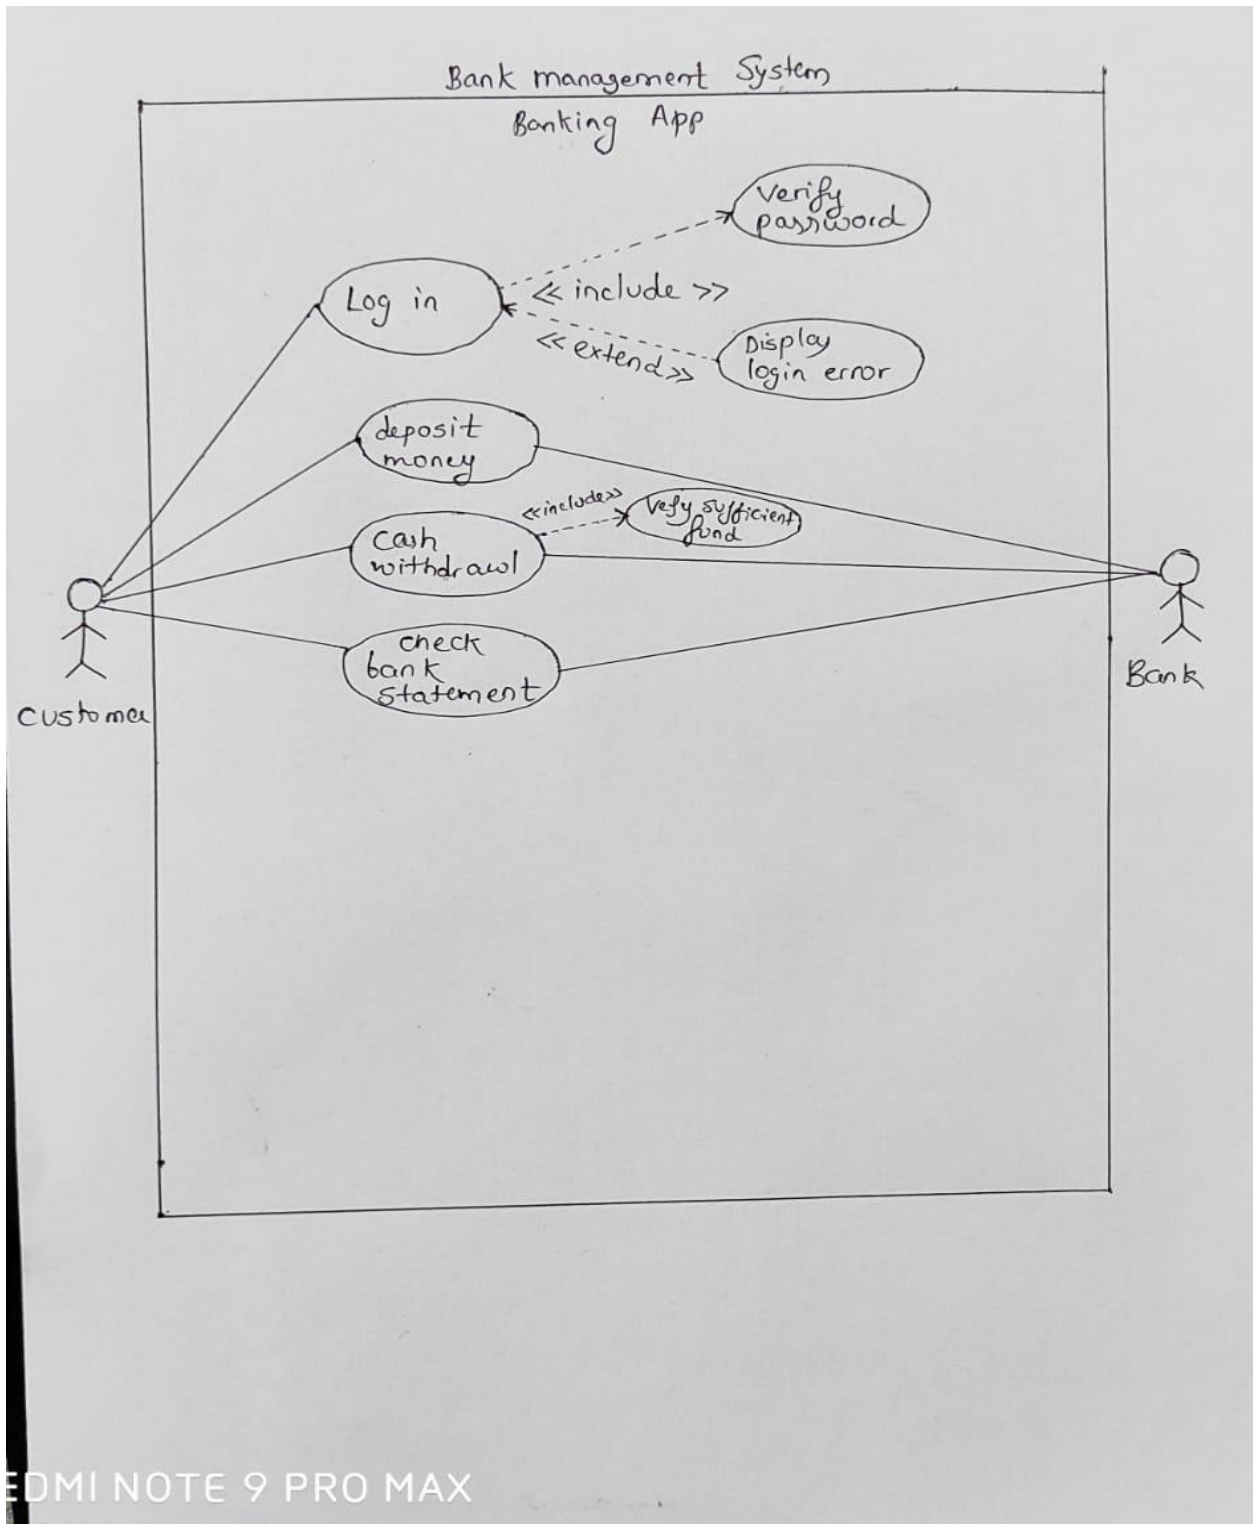 Bank management System
Banking App
Verify
password
Log in
<< include >>
<< extend >>
Display
login error
deposit
money
<<include>>
Vefy sufficient
fund
cash
withdrawl
check
bank
statement
Customer
Bank
EDMI NOTE 9 PRO MAX